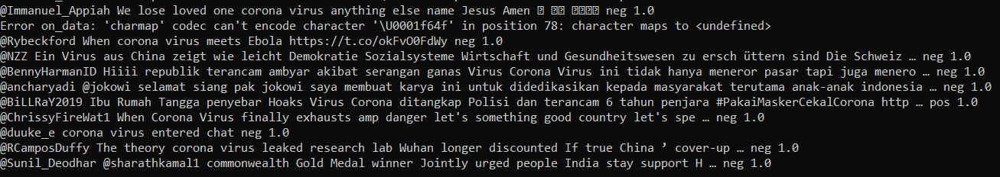 @Immanuel_Appiah We lose loved one corona virus anything else name Jesus Amen neg 1.0
Error on_data: 'charmap' codec can't encode character '\U0001f64f' in position 78: character maps to <undefined>
@Rybeckford When corona virus meets Ebola https://t.co/okFvO0FdWy neg 1.0
@NZZ Ein Virus aus China zeigt wie leicht Demokratie Sozialsysteme Wirtschaft und Gesundheitswesen zu ersch üttern sind Die Schweiz … neg 1.0
@BennyHarmanID Hiiii republik terancam ambyar akibat serangan ganas Virus Corona Virus ini tidak hanya meneror pasar tapi juga menero … neg 1.0
@ancharyadi @jokowi selamat siang pak jokowi saya membuat karya ini untuk didedikasikan kepada masyarakat terutama anak-anak indonesia … neg 1.0
@BiLLRaY2019 Ibu Rumah Tangga penyebar Hoaks Virus Corona ditangkap Polisi dan terancam 6 tahun penjara #PakaiMaskerCekalCorona http … pos 1.0
@ChrissyFireWat1 When Corona Virus finally exhausts amp danger let's something good country let's spe … neg 1.0
@duuke_e corona virus entered chat neg 1.0
@RCamposDuffy The theory corona virus leaked research lab Wuhan longer discounted If true China ’ cover-up … neg 1.0
@Sunil_Deodhar @sharathkamal1 commonwealth Gold Medal winner Jointly urged people India stay support H … neg 1.0